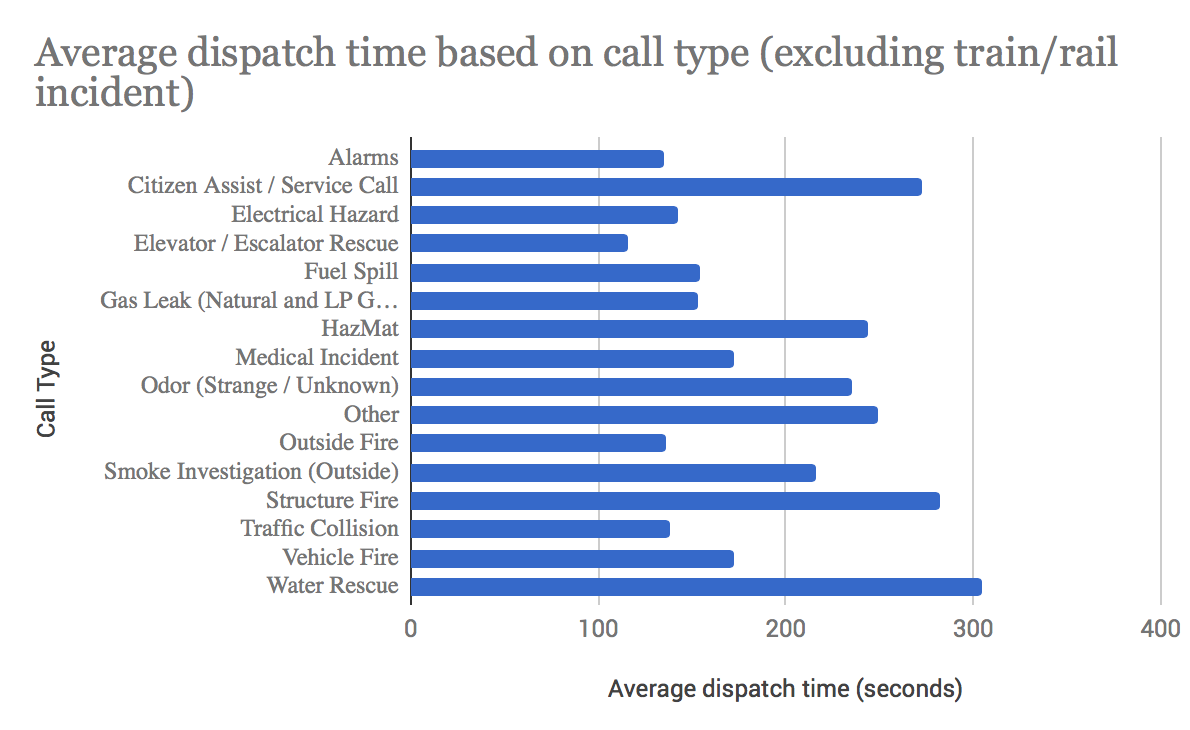 Average dispatch time based on call type (excluding train/rail
incident)
Alarms
Citizen Assist / Service Call
Electrical Hazard
Elevator / Escalator Rescue
Fuel Spill
Gas Leak (Natural and LP G...
HazMat
Medical Incident
Odor (Strange / Unknown)
Other
Outside Fire
Smoke Investigation (Outside)
Structure Fire
Traffic Collision
Vehicle Fire
Water Rescue
Call Type
0 100 200 300 400
Average dispatch time (seconds)